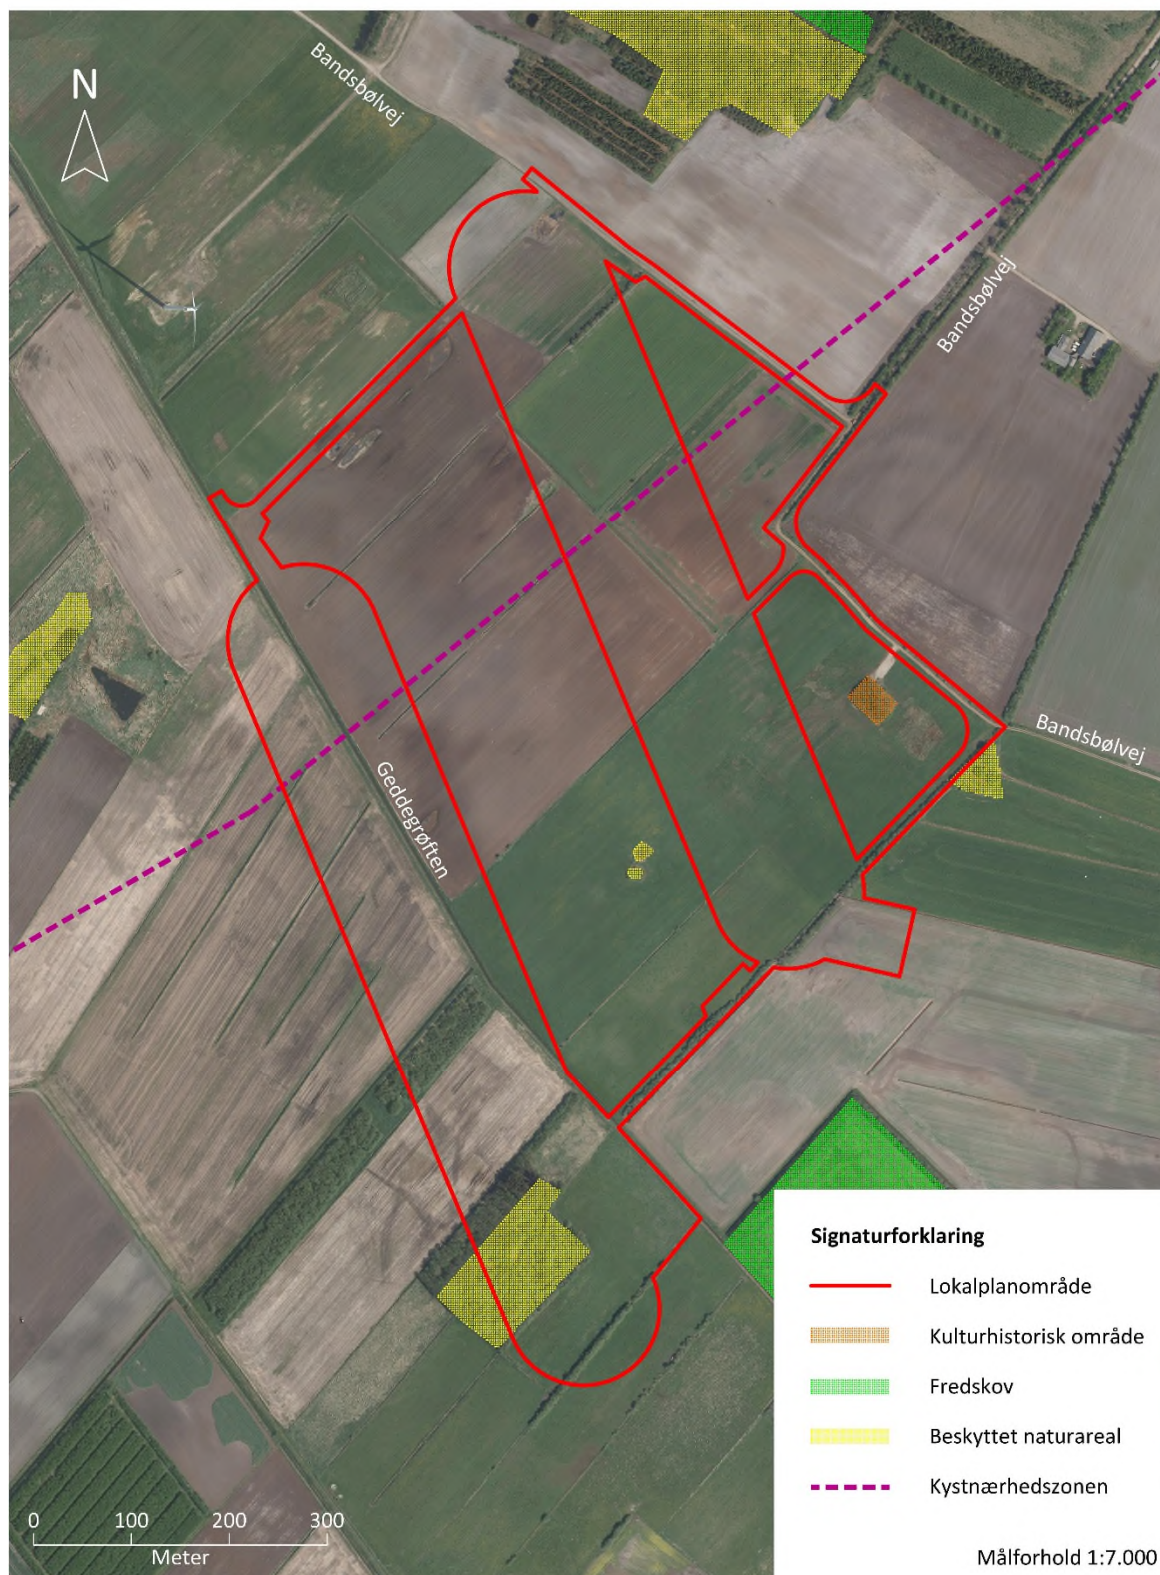 N
Bandsbølvej
Bandsbølvej
Bandsbølvej
Geddegrøften
Signaturforklaring
Lokalplanområde
Kulturhistorisk område
Fredskov
Beskyttet naturareal
Kystnærhedszonen
0 100 200 300
Meter
Målforhold 1:7.000